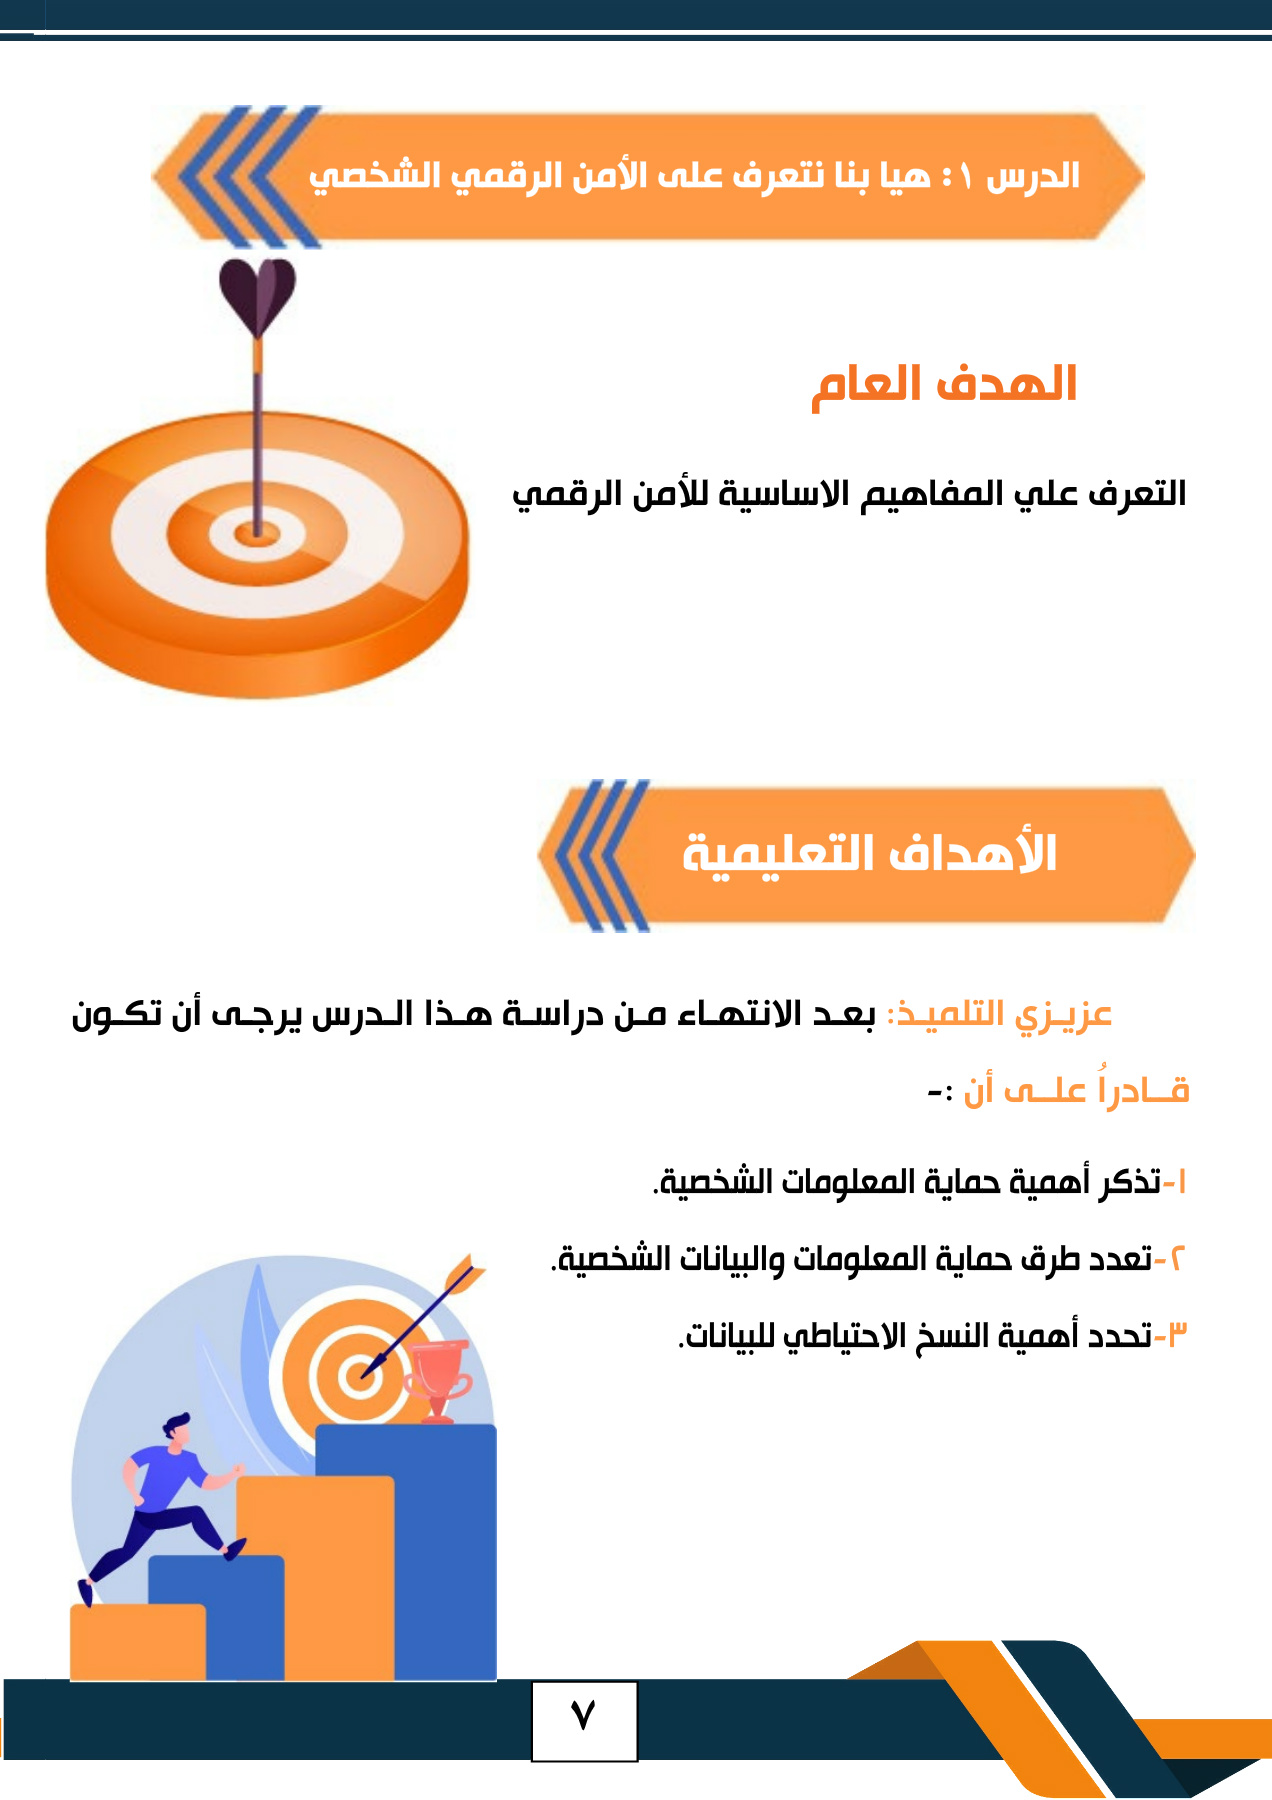 الدرس ١: هيا بنا نتعرف على الأمن الرقمي الشخصي
الهدف العام
التعرف علي المفاهيم الاساسية للأمن الرقمي
الأهداف التعليمية
عزيـزي التلميـذ: بعـد الانتهـاء مـن دراسـة هـذا الـدرس يرجـى أن تكـون
قــادراُ علــى أن :-
١-تذكر أهمية حماية المعلومات الشخصية.
٢-تعدد طرق حماية المعلومات والبيانات الشخصية.
٣-تحدد أهمية النسخ الاحتياطي للبيانات.
٧